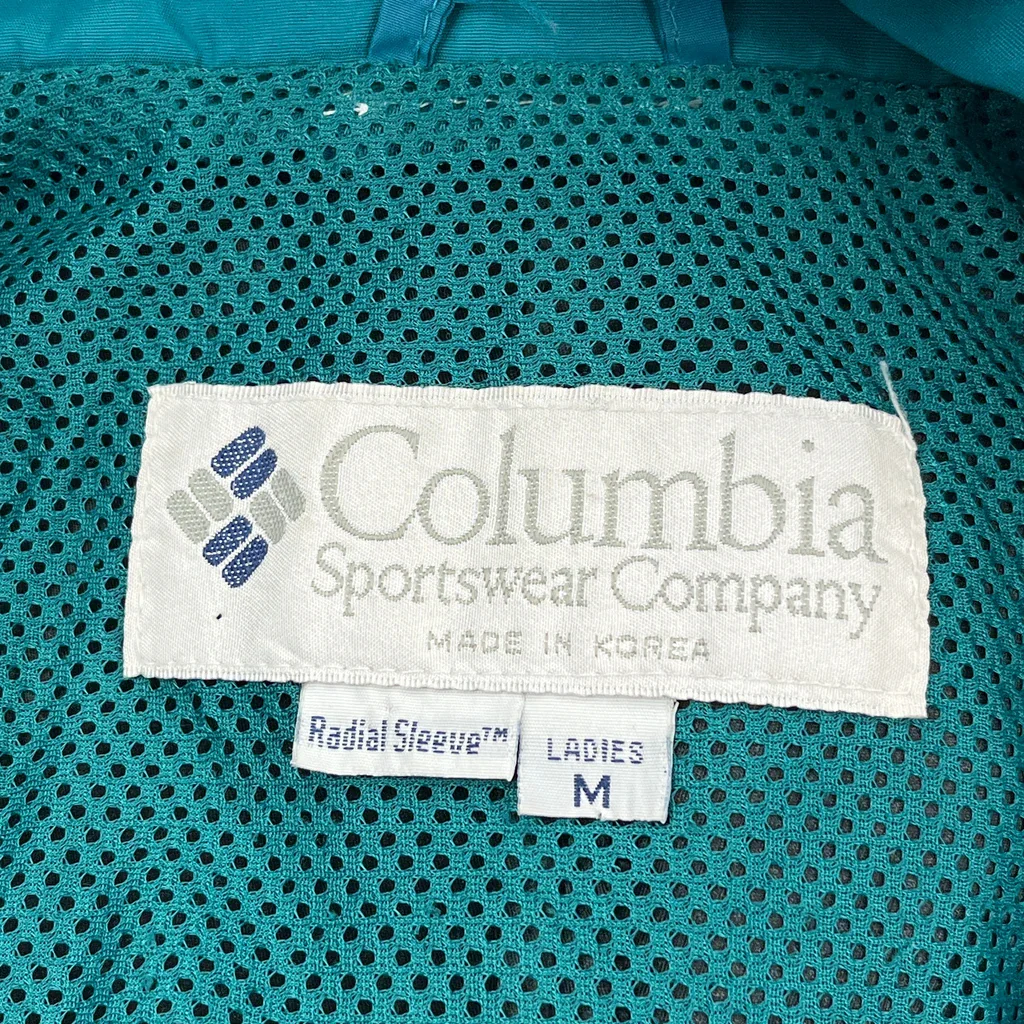 Columbia
Sportswear Company
MADE IN KOREA
Radial Sleeve™
LADIES
M